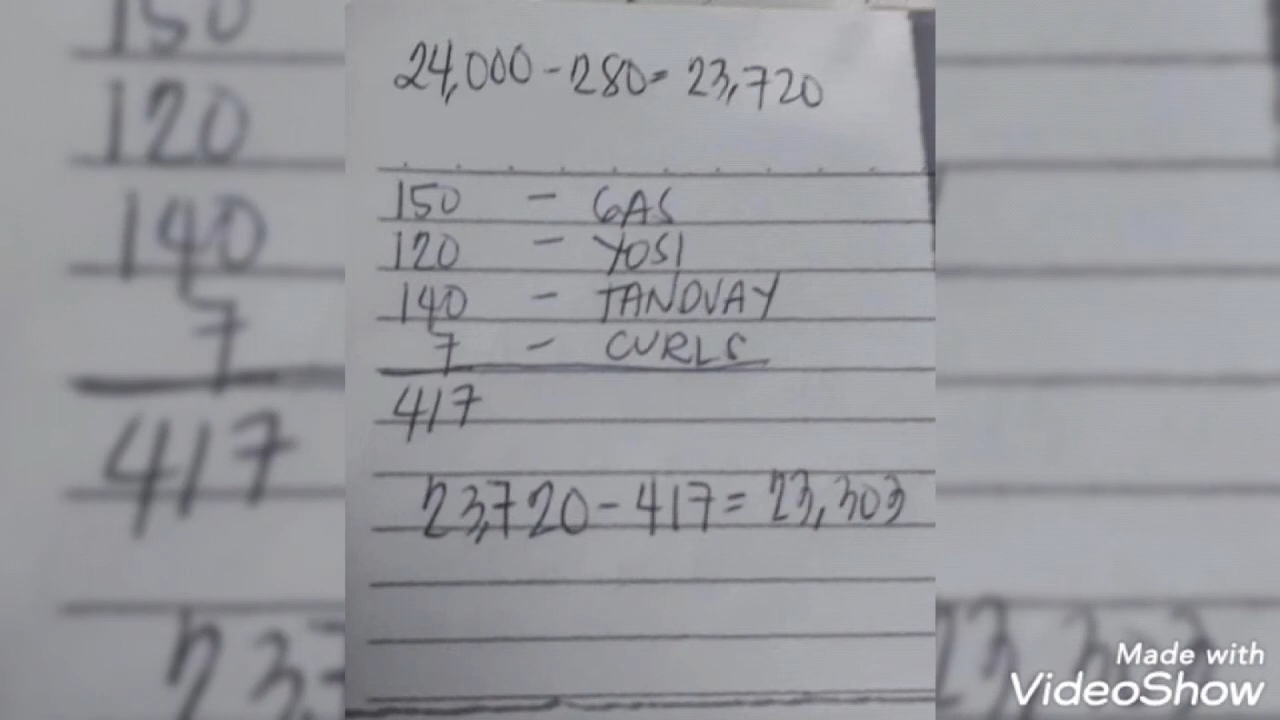 24,000 - 280 = 23,720
150 - GAS
120 - YOSI
140 - TANDUAY
7 - CURLS
417
23,720 - 417 = 23,303
Made with
VideoShow